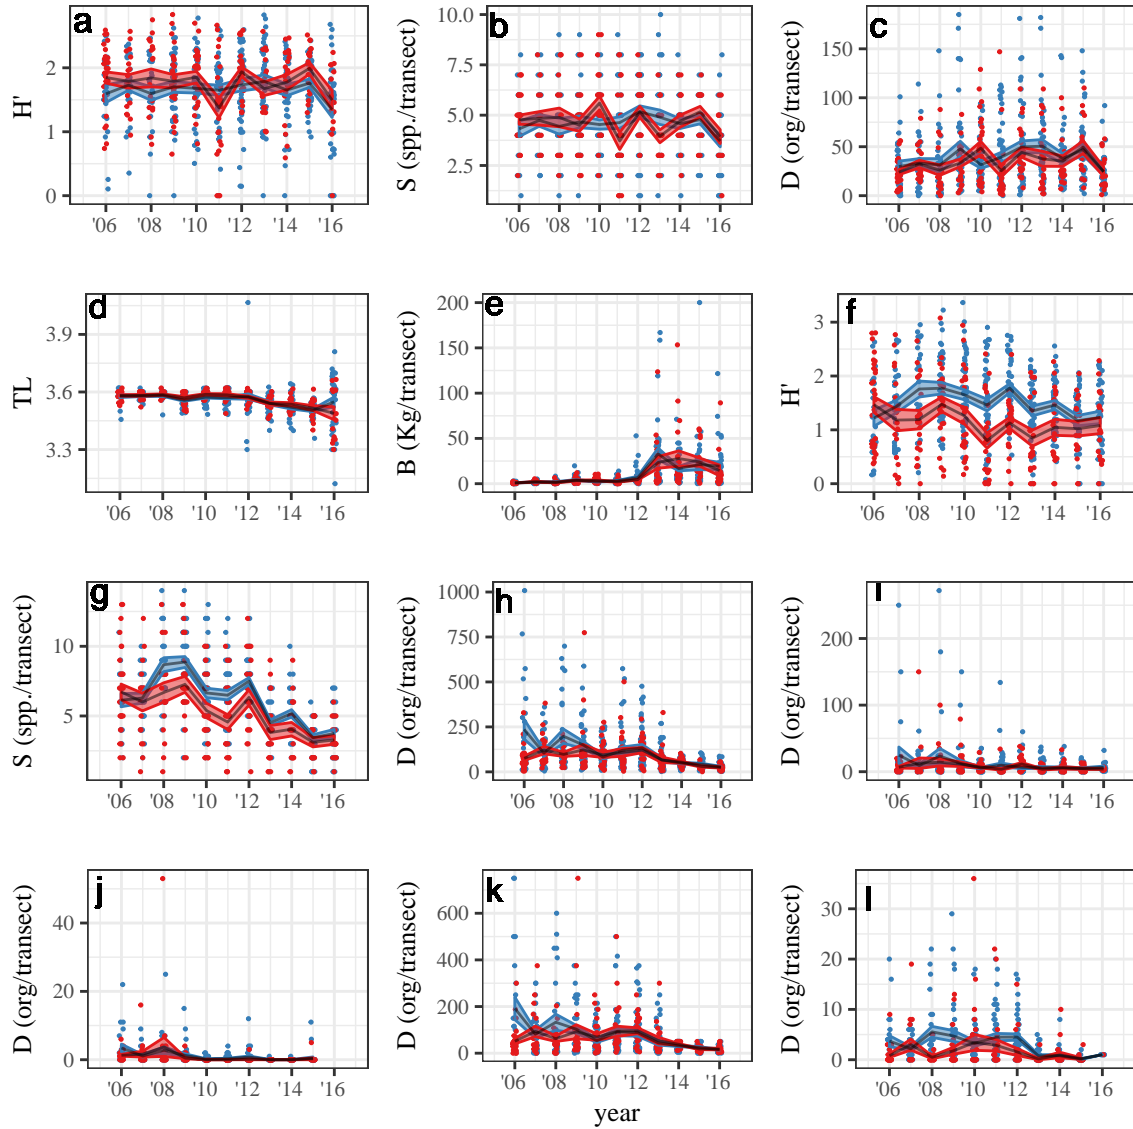 a
H'
2
1
0
'06 '08 '10 '12 '14 '16
b
S (spp./transect)
10.0
7.5
5.0
2.5
'06 '08 '10 '12 '14 '16
c
D (org/transect)
150
100
50
0
'06 '08 '10 '12 '14 '16
d
TL
3.9
3.6
3.3
'06 '08 '10 '12 '14 '16
e
B (Kg/transect)
200
150
100
50
0
'06 '08 '10 '12 '14 '16
f
H'
3
2
1
0
'06 '08 '10 '12 '14 '16
g
S (spp./transect)
10
5
'06 '08 '10 '12 '14 '16
h
D (org/transect)
1000
750
500
250
0
'06 '08 '10 '12 '14 '16
I
D (org/transect)
200
100
0
'06 '08 '10 '12 '14 '16
j
D (org/transect)
40
20
0
'06 '08 '10 '12 '14 '16
k
D (org/transect)
600
400
200
0
'06 '08 '10 '12 '14 '16
l
D (org/transect)
30
20
10
0
'06 '08 '10 '12 '14 '16
year